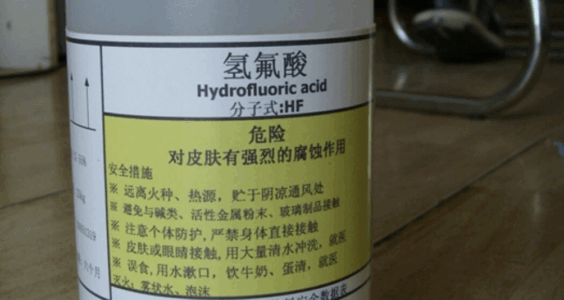 氢氟酸
Hydrofluoric acid
分子式:HF
危险
对皮肤有强烈的腐蚀作用
安全措施
※ 远离火种、热源，贮于阴凉通风处
※ 避免与碱类、活性金属粉末、玻璃制品接触
※ 注意个体防护,严禁身体直接接触
※ 皮肤或眼睛接触,用大量清水冲洗，就医
※ 误食,用水漱口，饮牛奶、蛋清，就医
灭火: 雾状水、泡沫